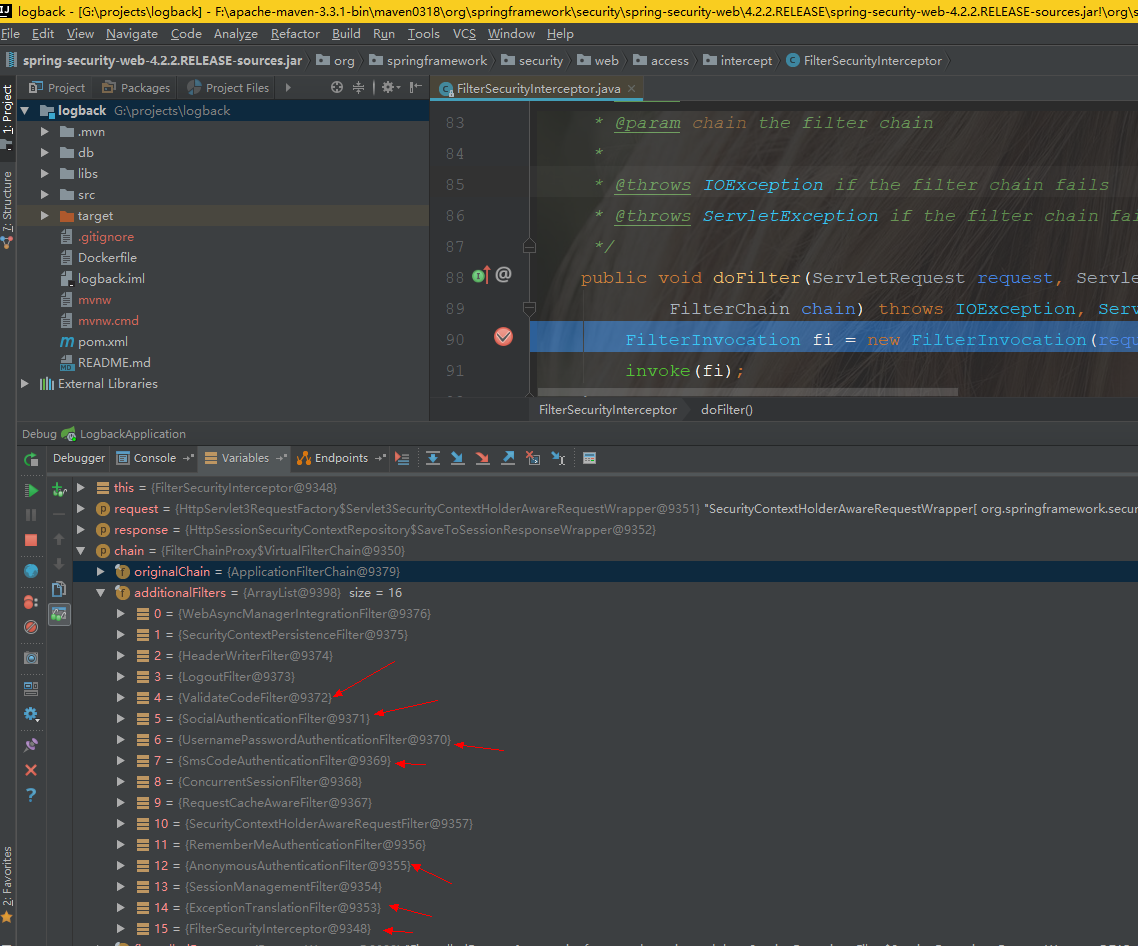 logback - [G:\projects\logback] - F:\apache-maven-3.3.1-bin\maven0318\org\springframework\security\spring-security-web\4.2.2.RELEASE\spring-security-web-4.2.2.RELEASE-sources.jar!\org\s
File Edit View Navigate Code Analyze Refactor Build Run Tools VCS Window Help
spring-security-web-4.2.2.RELEASE-sources.jar org springframework security web access intercept FilterSecurityInterceptor
Project Packages Project Files
FilterSecurityInterceptor.java
1: Project
7: Structure
2: Favorites
logback G:\projects\logback
.mvn
db
libs
src
target
.gitignore
Dockerfile
logback.iml
mvnw
mvnw.cmd
pom.xml
README.md
External Libraries
83 * @param chain the filter chain
84 *
85 * @throws IOException if the filter chain fails
86 * @throws ServletException if the filter chain fai
87 */
88 public void doFilter(ServletRequest request, Servle
89 FilterChain chain) throws IOException, Serv
90 FilterInvocation fi = new FilterInvocation(requ
91 invoke(fi);
FilterSecurityInterceptor doFilter()
Debug LogbackApplication
Debugger Console Variables Endpoints
this = {FilterSecurityInterceptor@9348}
request = {HttpServlet3RequestFactory$Servlet3SecurityContextHolderAwareRequestWrapper@9351} "SecurityContextHolderAwareRequestWrapper[ org.springframework.secur
response = {HttpSessionSecurityContextRepository$SaveToSessionResponseWrapper@9352}
chain = {FilterChainProxy$VirtualFilterChain@9350}
originalChain = {ApplicationFilterChain@9379}
additionalFilters = {ArrayList@9398} size = 16
0 = {WebAsyncManagerIntegrationFilter@9376}
1 = {SecurityContextPersistenceFilter@9375}
2 = {HeaderWriterFilter@9374}
3 = {LogoutFilter@9373}
4 = {ValidateCodeFilter@9372}
5 = {SocialAuthenticationFilter@9371}
6 = {UsernamePasswordAuthenticationFilter@9370}
7 = {SmsCodeAuthenticationFilter@9369}
8 = {ConcurrentSessionFilter@9368}
9 = {RequestCacheAwareFilter@9367}
10 = {SecurityContextHolderAwareRequestFilter@9357}
11 = {RememberMeAuthenticationFilter@9356}
12 = {AnonymousAuthenticationFilter@9355}
13 = {SessionManagementFilter@9354}
14 = {ExceptionTranslationFilter@9353}
15 = {FilterSecurityInterceptor@9348}